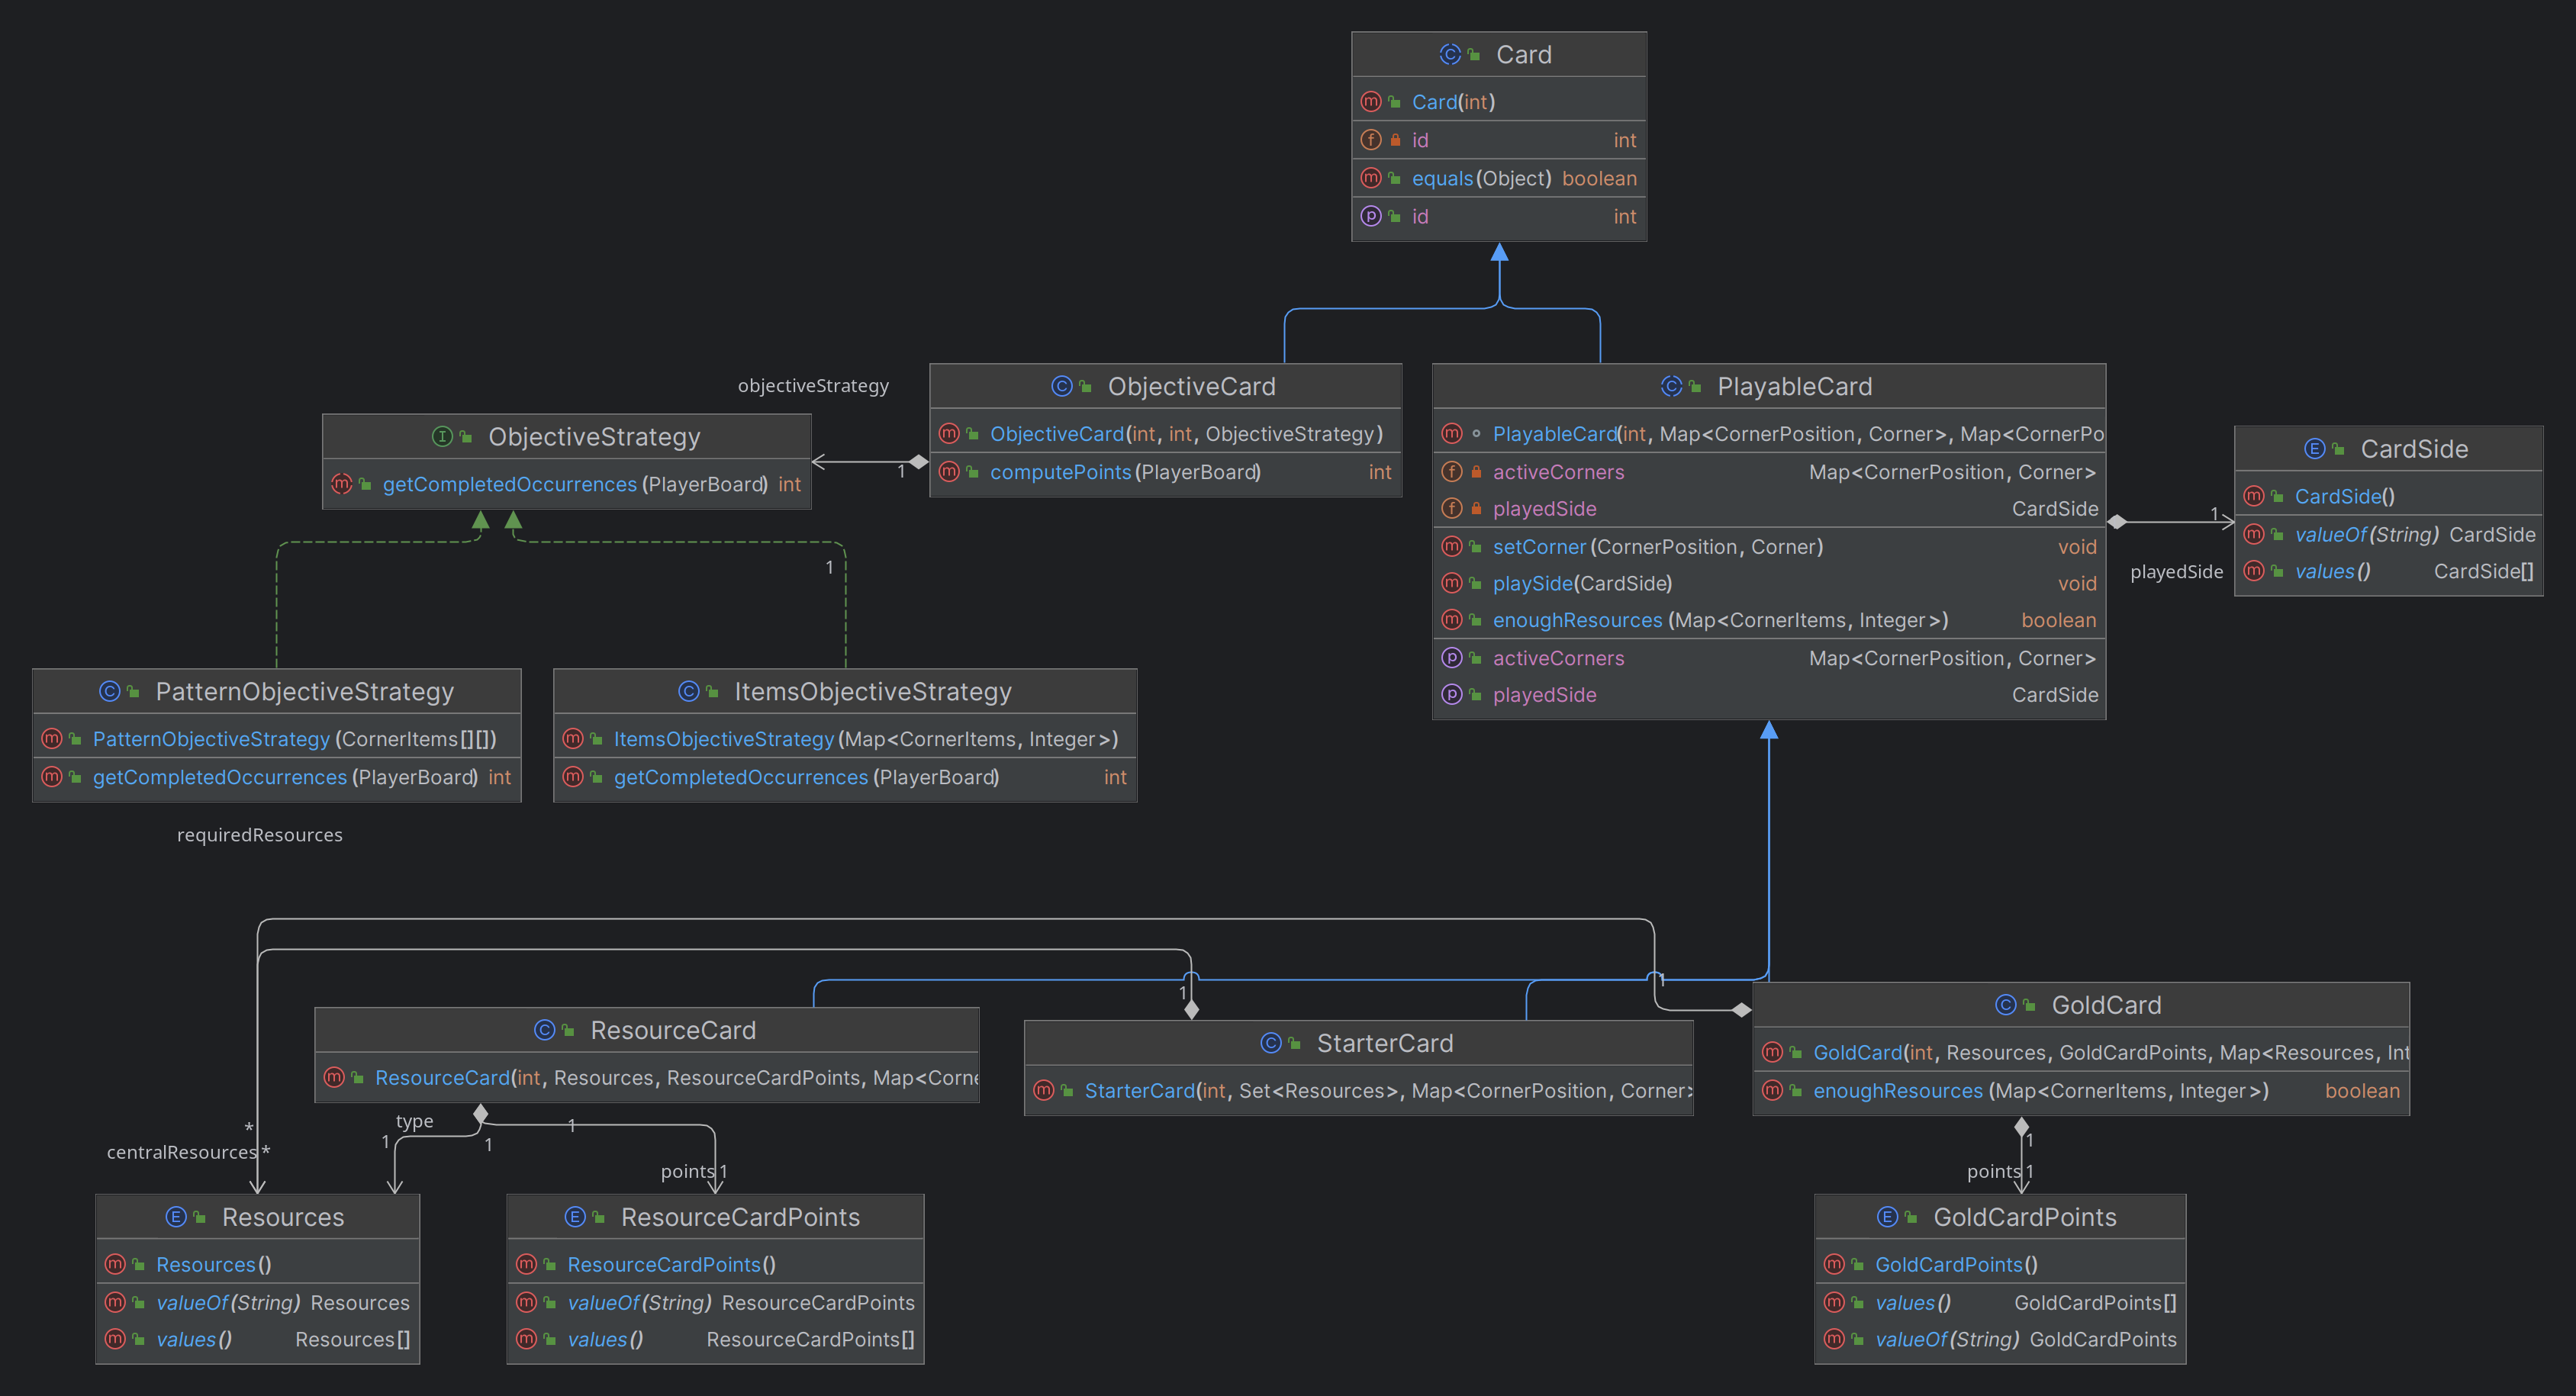 Card
Card(int)
id int
equals(Object) boolean
id int
objectiveStrategy
ObjectiveCard
ObjectiveCard(int, int, ObjectiveStrategy)
computePoints(PlayerBoard) int
1
PlayableCard
PlayableCard(int, Map<CornerPosition, Corner>, Map<CornerPo
activeCorners Map<CornerPosition, Corner>
playedSide CardSide
setCorner(CornerPosition, Corner) void
playSide(CardSide) void
enoughResources(Map<CornerItems, Integer>) boolean
activeCorners Map<CornerPosition, Corner>
playedSide CardSide
1
playedSide
CardSide
CardSide()
valueOf(String) CardSide
values() CardSide[]
ObjectiveStrategy
getCompletedOccurrences(PlayerBoard) int
1
PatternObjectiveStrategy
PatternObjectiveStrategy(CornerItems[][])
getCompletedOccurrences(PlayerBoard) int
ItemsObjectiveStrategy
ItemsObjectiveStrategy(Map<CornerItems, Integer>)
getCompletedOccurrences(PlayerBoard) int
requiredResources
1
1
ResourceCard
ResourceCard(int, Resources, ResourceCardPoints, Map<Corne
StarterCard
StarterCard(int, Set<Resources>, Map<CornerPosition, Corner>
GoldCard
GoldCard(int, Resources, GoldCardPoints, Map<Resources, Int
enoughResources(Map<CornerItems, Integer>) boolean
*
centralResources *
type
1
1
1
points 1
1
points 1
Resources
Resources()
valueOf(String) Resources
values() Resources[]
ResourceCardPoints
ResourceCardPoints()
valueOf(String) ResourceCardPoints
values() ResourceCardPoints[]
GoldCardPoints
GoldCardPoints()
values() GoldCardPoints[]
valueOf(String) GoldCardPoints